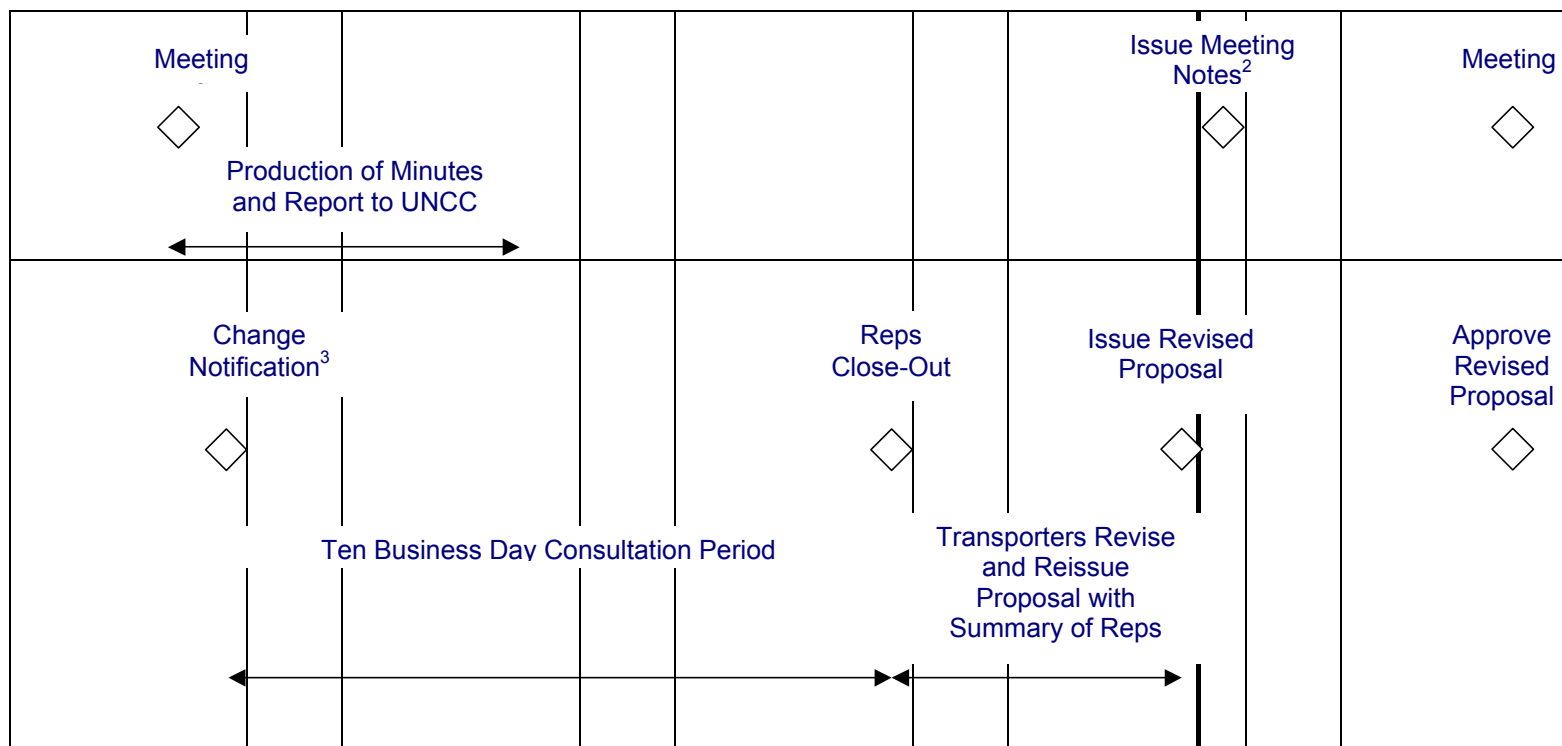 Meeting
Issue Meeting
Notes²
Meeting
Production of Minutes
and Report to UNCC
Change
Notification³
Reps
Close-Out
Issue Revised
Proposal
Approve
Revised
Proposal
Ten Business Day Consultation Period
Transporters Revise
and Reissue
Proposal with
Summary of Reps